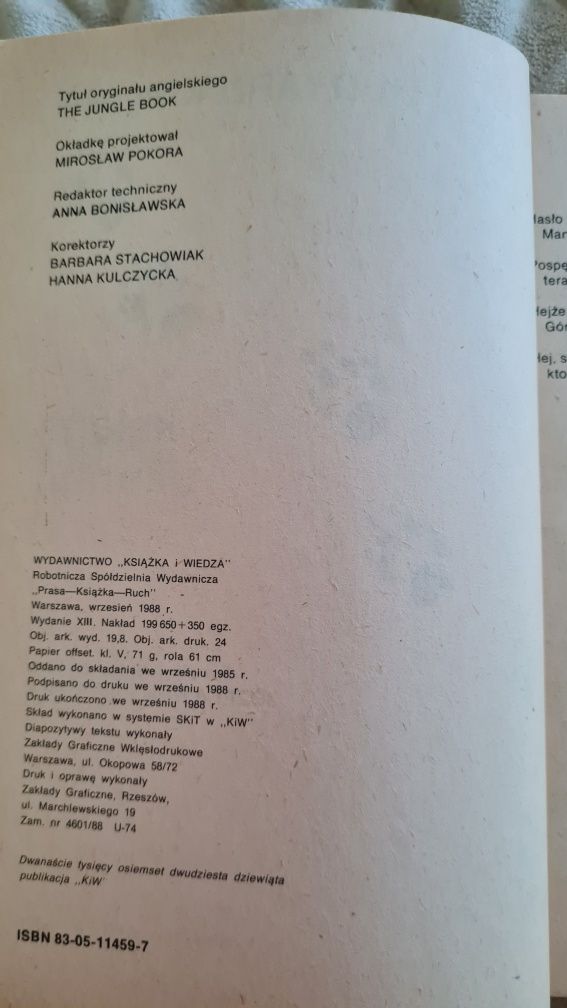 Tytuł oryginału angielskiego
THE JUNGLE BOOK
Okładkę projektował
MIROSŁAW POKORA
Redaktor techniczny
ANNA BONISŁAWSKA
Korektorzy
BARBARA STACHOWIAK
HANNA KULCZYCKA
WYDAWNICTWO „KSIĄŻKA i WIEDZA"
Robotnicza Spółdzielnia Wydawnicza
„Prasa—Książka—Ruch"
Warszawa, wrzesień 1988 r.
Wydanie XIII. Nakład 199 650+350 egz.
Obj. ark. wyd. 19,8. Obj. ark. druk. 24
Papier offset. kl. V, 71 g, rola 61 cm
Oddano do składania we wrześniu 1985 r.
Podpisano do druku we wrześniu 1988 r.
Druk ukończono we wrześniu 1988 r.
Skład wykonano w systemie SKiT w „KiW"
Diapozytywy tekstu wykonały
Zakłady Graficzne Wklęsłodrukowe
Warszawa, ul. Okopowa 58/72
Druk i oprawę wykonały
Zakłady Graficzne, Rzeszów,
ul. Marchlewskiego 19
Zam. nr 4601/88 U-74
Dwanaście tysięcy osiemset dwudziesta dziewiąta
publikacja „KiW"
ISBN 83-05-11459-7
Mar
tera
Gór
kto